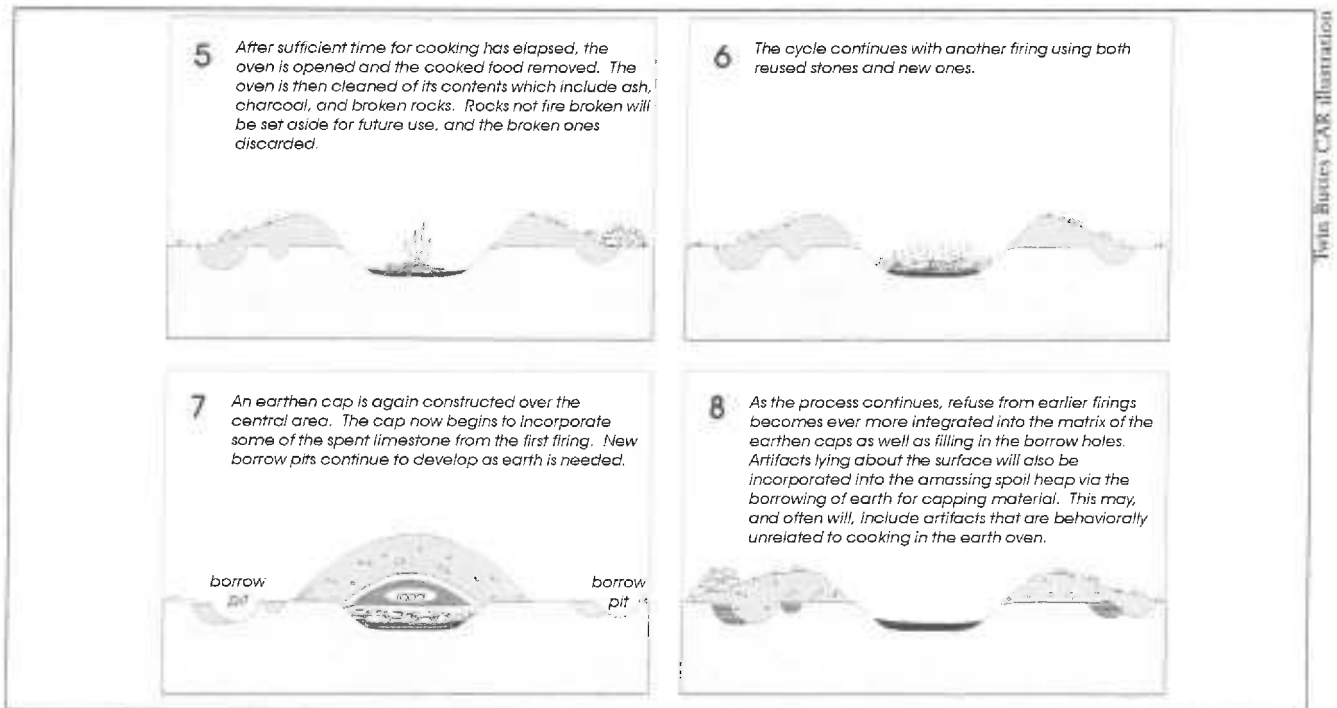 5
After sufficient time for cooking has elapsed, the
oven is opened and the cooked food removed. The
oven is then cleaned of its contents which include ash,
charcoal, and broken rocks. Rocks not fire broken will
be set aside for future use, and the broken ones
discarded.
6
The cycle continues with another firing using both
reused stones and new ones.
7
An earthen cap is again constructed over the
central area. The cap now begins to incorporate
some of the spent limestone from the first firing. New
borrow pits continue to develop as earth is needed.
borrow
pit
borrow
pit
8
As the process continues, refuse from earlier firings
becomes ever more integrated into the matrix of the
earthen caps as well as filling in the borrow holes.
Artifacts lying about the surface will also be
incorporated into the amassing spoil heap via the
borrowing of earth for capping material. This may,
and often will, include artifacts that are behaviorally
unrelated to cooking in the earth oven.
Twin Buttes CAR illustration